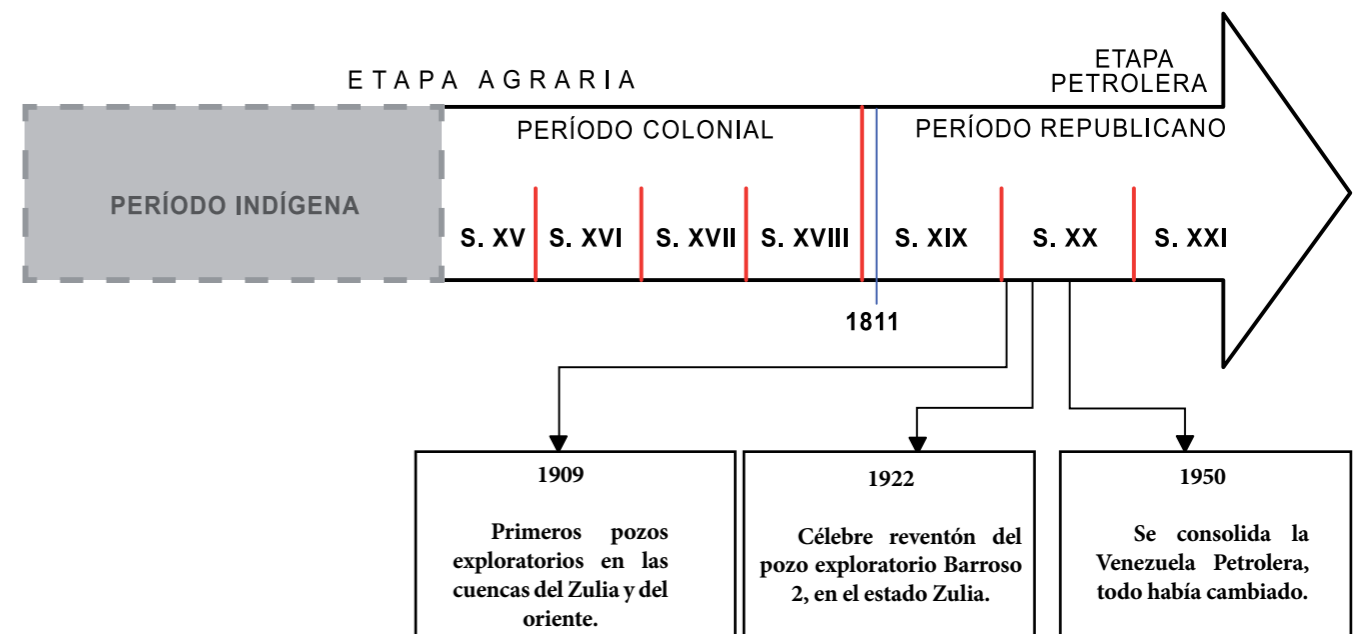 ETAPA AGRARIA
ETAPA
PETROLERA
PERÍODO COLONIAL
PERÍODO REPUBLICANO
PERÍODO INDÍGENA
S. XV
S. XVI
S. XVII
S. XVIII
S. XIX
S. XX
S. XXI
1811
1909
Primeros pozos
exploratorios en las
cuencas del Zulia y del
oriente.
1922
Célebre reventón del
pozo exploratorio Barroso
2, en el estado Zulia.
1950
Se consolida la
Venezuela Petrolera,
todo había cambiado.